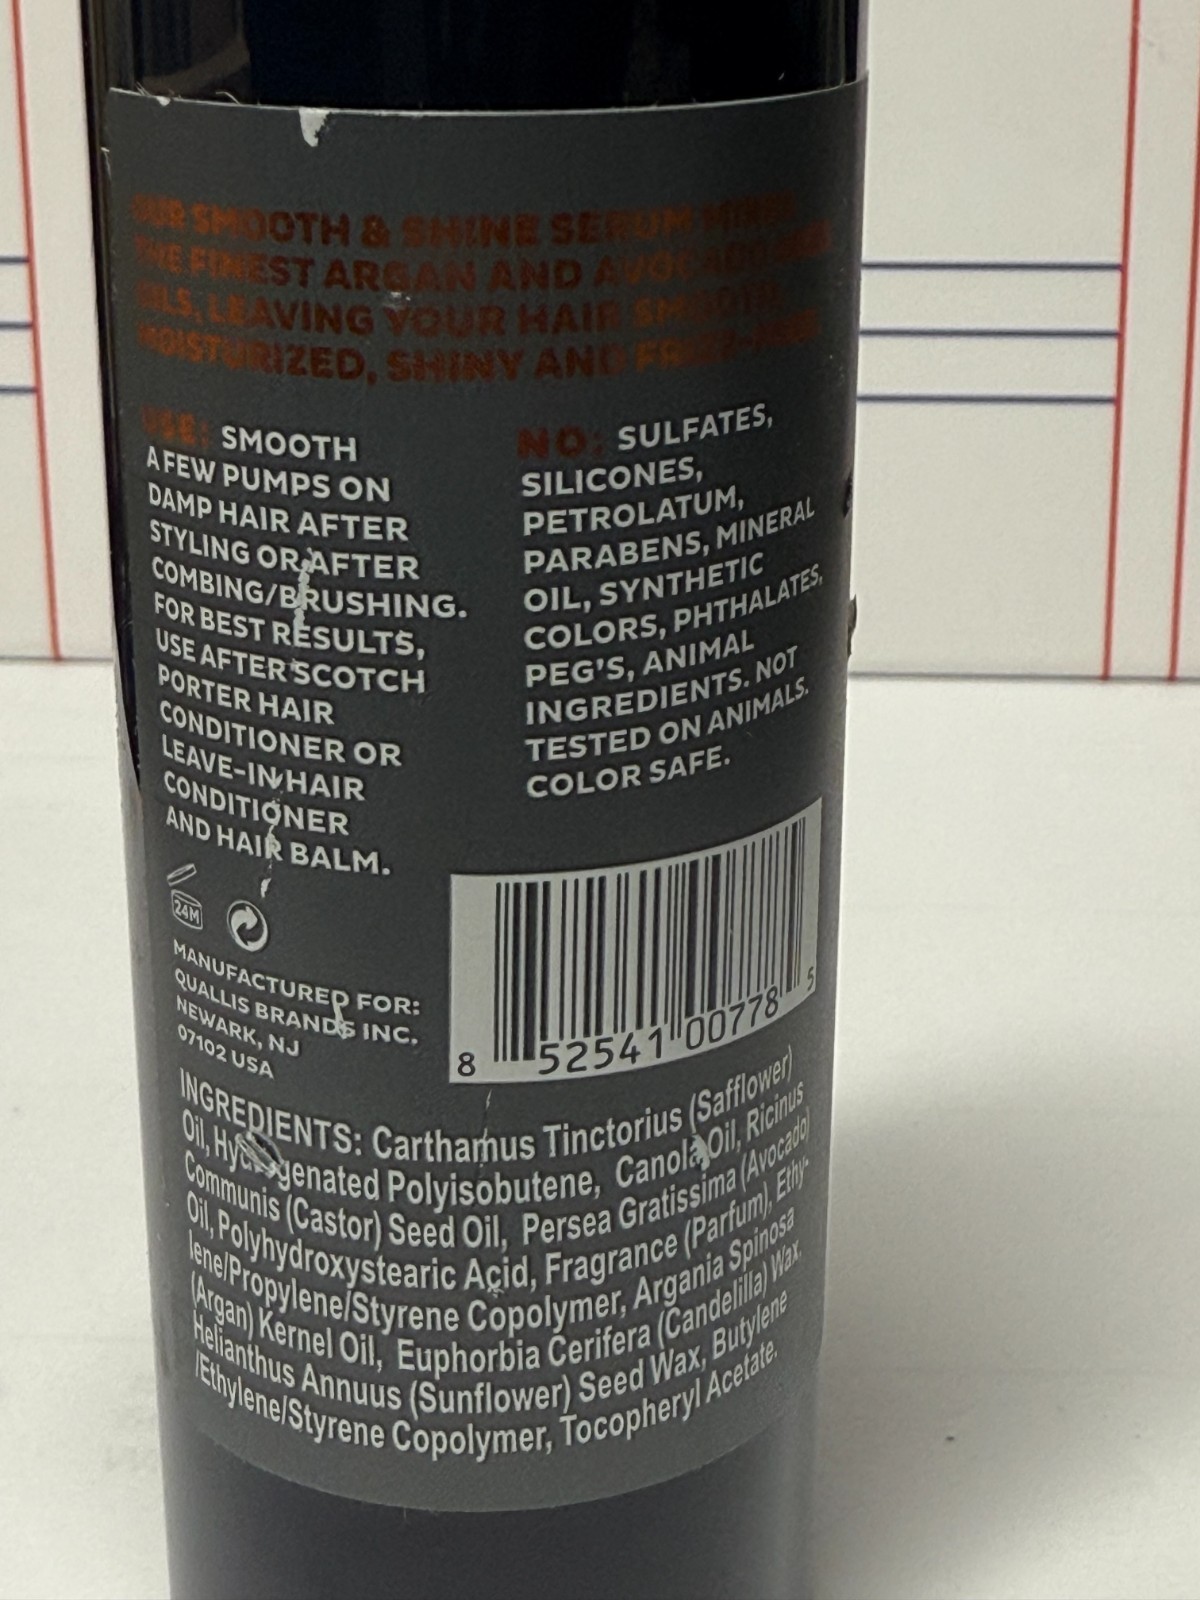 OUR SMOOTH & SHINE SERUM
THE FINEST ARGAN AND AVOCADO
OILS, LEAVING YOUR HAIR SMOOTH,
MOISTURIZED, SHINY AND FRIZZ-FREE.
USE: SMOOTH
A FEW PUMPS ON
DAMP HAIR AFTER
STYLING OR AFTER
COMBING/BRUSHING.
FOR BEST RESULTS,
USE AFTER SCOTCH
PORTER HAIR
CONDITIONER OR
LEAVE-IN HAIR
CONDITIONER
AND HAIR BALM.
NO: SULFATES,
SILICONES,
PETROLATUM,
PARABENS, MINERAL
OIL, SYNTHETIC
COLORS, PHTHALATES,
PEG'S, ANIMAL
INGREDIENTS. NOT
TESTED ON ANIMALS.
COLOR SAFE.
24M
MANUFACTURED FOR:
QUALLIS BRANDS INC.
NEWARK, NJ
07102 USA
8 52541 00778 5
INGREDIENTS: Carthamus Tinctorius (Safflower)
Oil, Hydrogenated Polyisobutene, Canola Oil, Ricinus
Communis (Castor) Seed Oil, Persea Gratissima (Avocado)
Oil, Polyhydroxystearic Acid, Fragrance (Parfum), Ethy-
lene/Propylene/Styrene Copolymer, Argania Spinosa
(Argan) Kernel Oil, Euphorbia Cerifera (Candelilla) Wax,
Helianthus Annuus (Sunflower) Seed Wax, Butylene
/Ethylene/Styrene Copolymer, Tocopheryl Acetate.